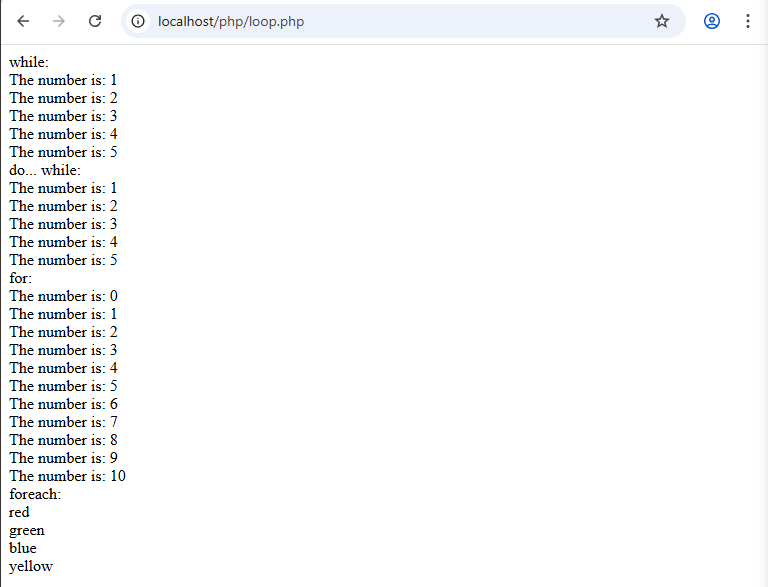 localhost/php/loop.php
while:
The number is: 1
The number is: 2
The number is: 3
The number is: 4
The number is: 5
do... while:
The number is: 1
The number is: 2
The number is: 3
The number is: 4
The number is: 5
for:
The number is: 0
The number is: 1
The number is: 2
The number is: 3
The number is: 4
The number is: 5
The number is: 6
The number is: 7
The number is: 8
The number is: 9
The number is: 10
foreach:
red
green
blue
yellow